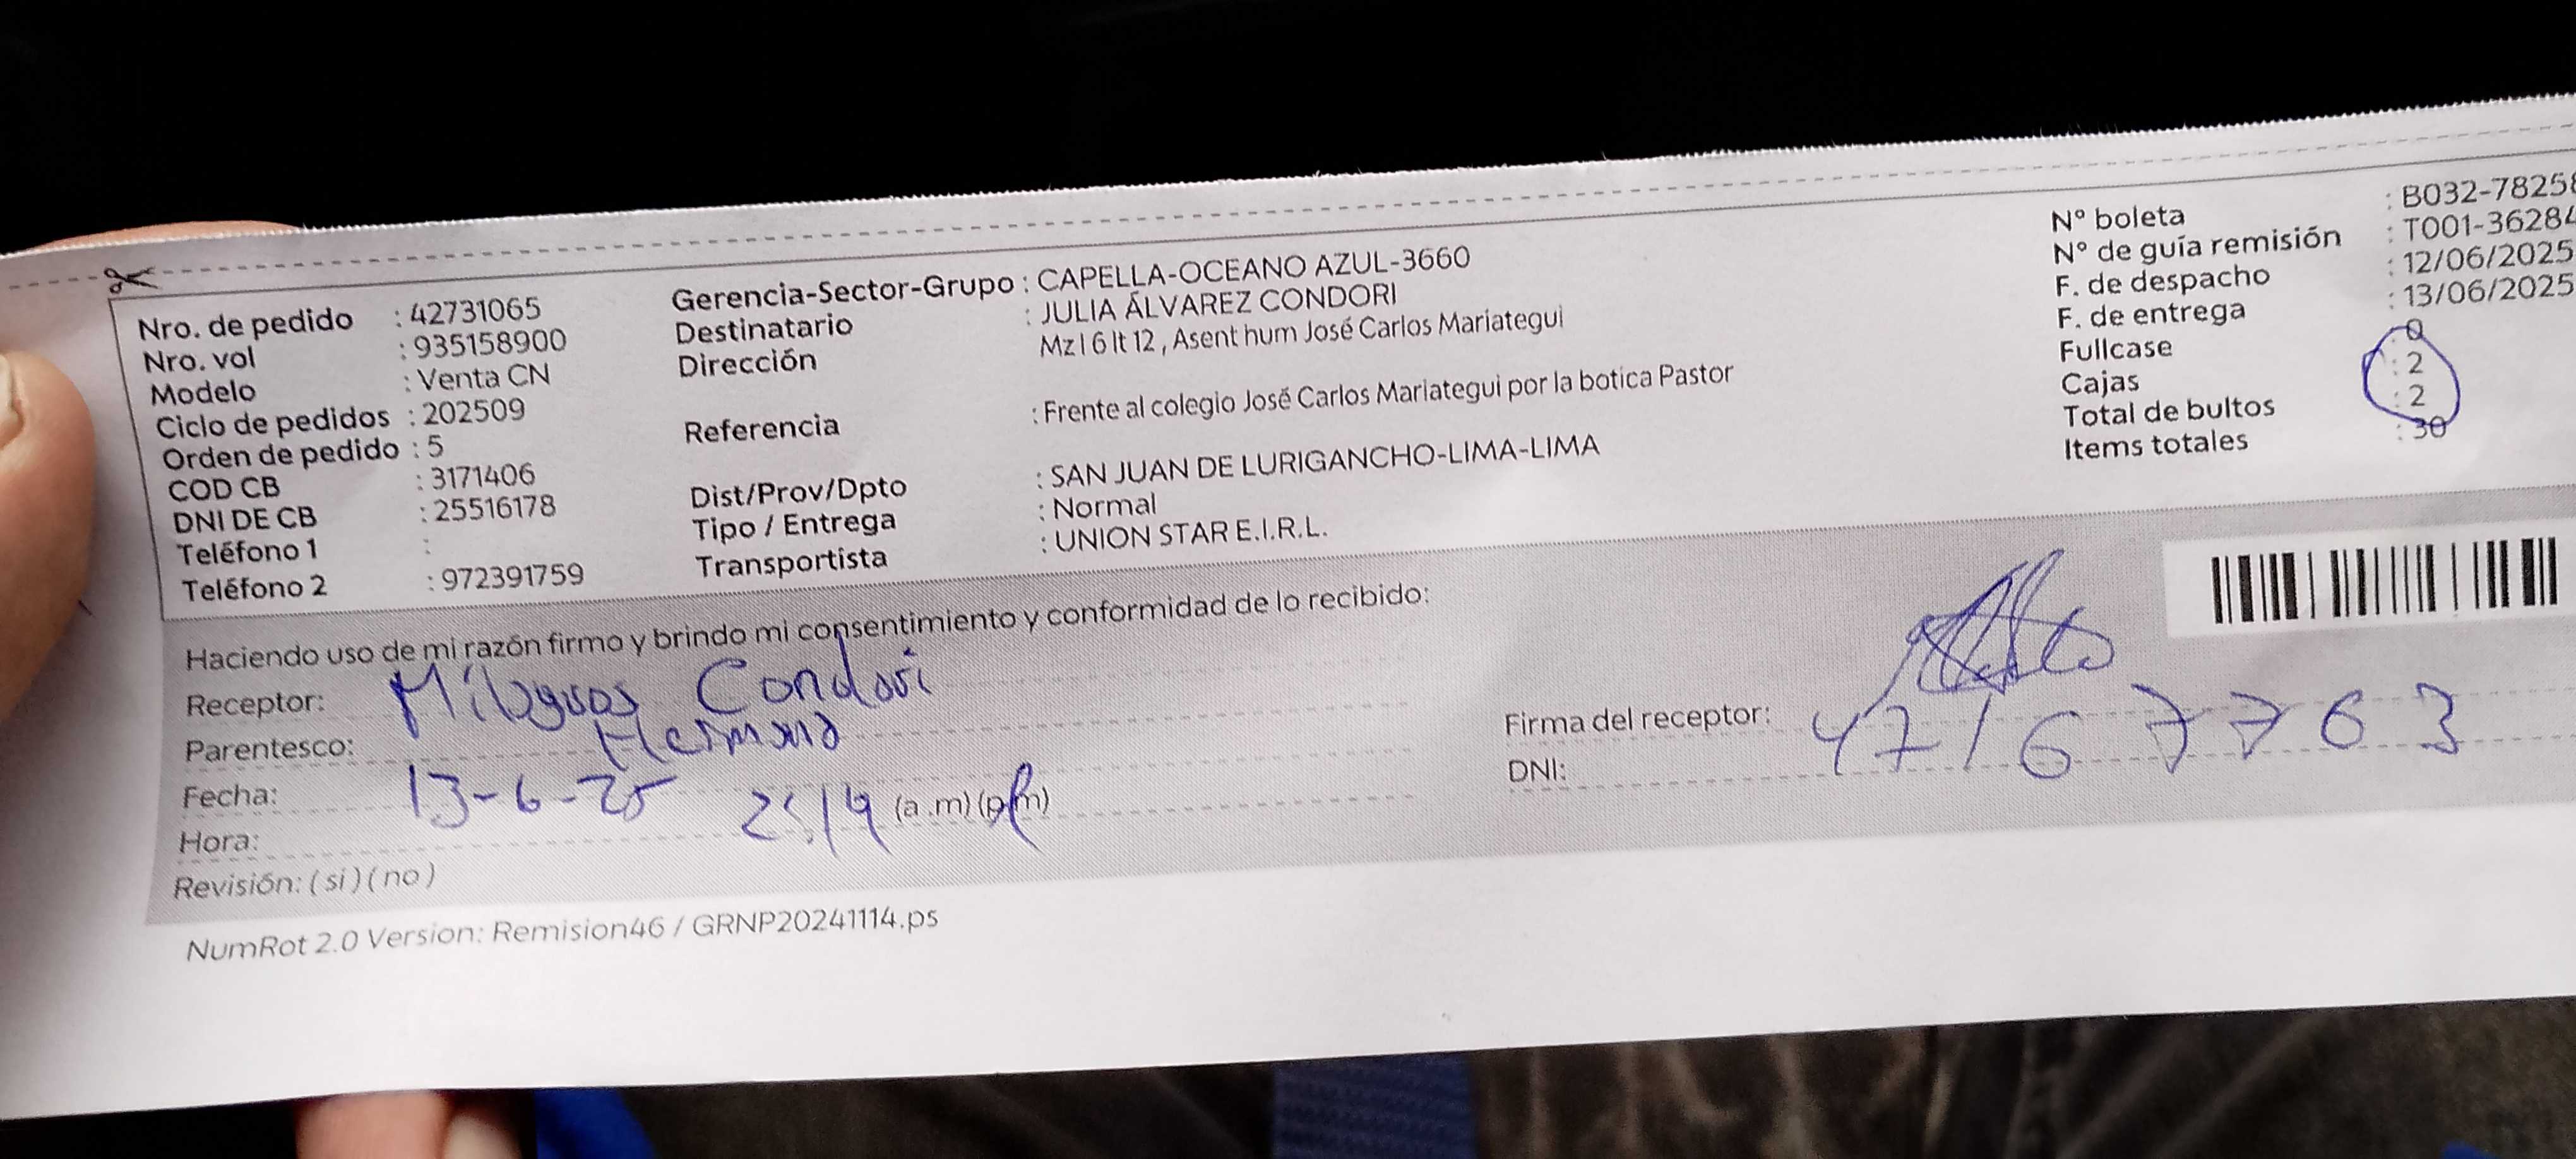 Nro. de pedido : 42731065
Nro. vol : 935158900
Modelo : Venta CN
Ciclo de pedidos : 202509
Orden de pedido : 5
COD CB : 3171406
DNI DE CB : 25516178
Teléfono 1 :
Teléfono 2 : 972391759
Gerencia-Sector-Grupo : CAPELLA-OCEANO AZUL-3660
Destinatario : JULIA ÁLVAREZ CONDORI
Dirección Mz I 6 lt 12 , Asent hum José Carlos Mariategui
Referencia : Frente al colegio José Carlos Mariategui por la botica Pastor
Dist/Prov/Dpto : SAN JUAN DE LURIGANCHO-LIMA-LIMA
Tipo / Entrega : Normal
Transportista : UNION STAR E.I.R.L.
N° boleta : B032-78258
N° de guía remisión : T001-36284
F. de despacho : 12/06/2025
F. de entrega : 13/06/2025
Fullcase : 0
Cajas : 2
Total de bultos : 2
Items totales : 30
Haciendo uso de mi razón firmo y brindo mi consentimiento y conformidad de lo recibido:
Receptor: Milagros Condori
Parentesco: Hermana
Fecha: 13-6-25
Hora: 2:14 (a .m) (p.m)
Revisión: ( si ) ( no )
Firma del receptor:
DNI: 47167763
NumRot 2.0 Version: Remision46 / GRNP20241114.ps